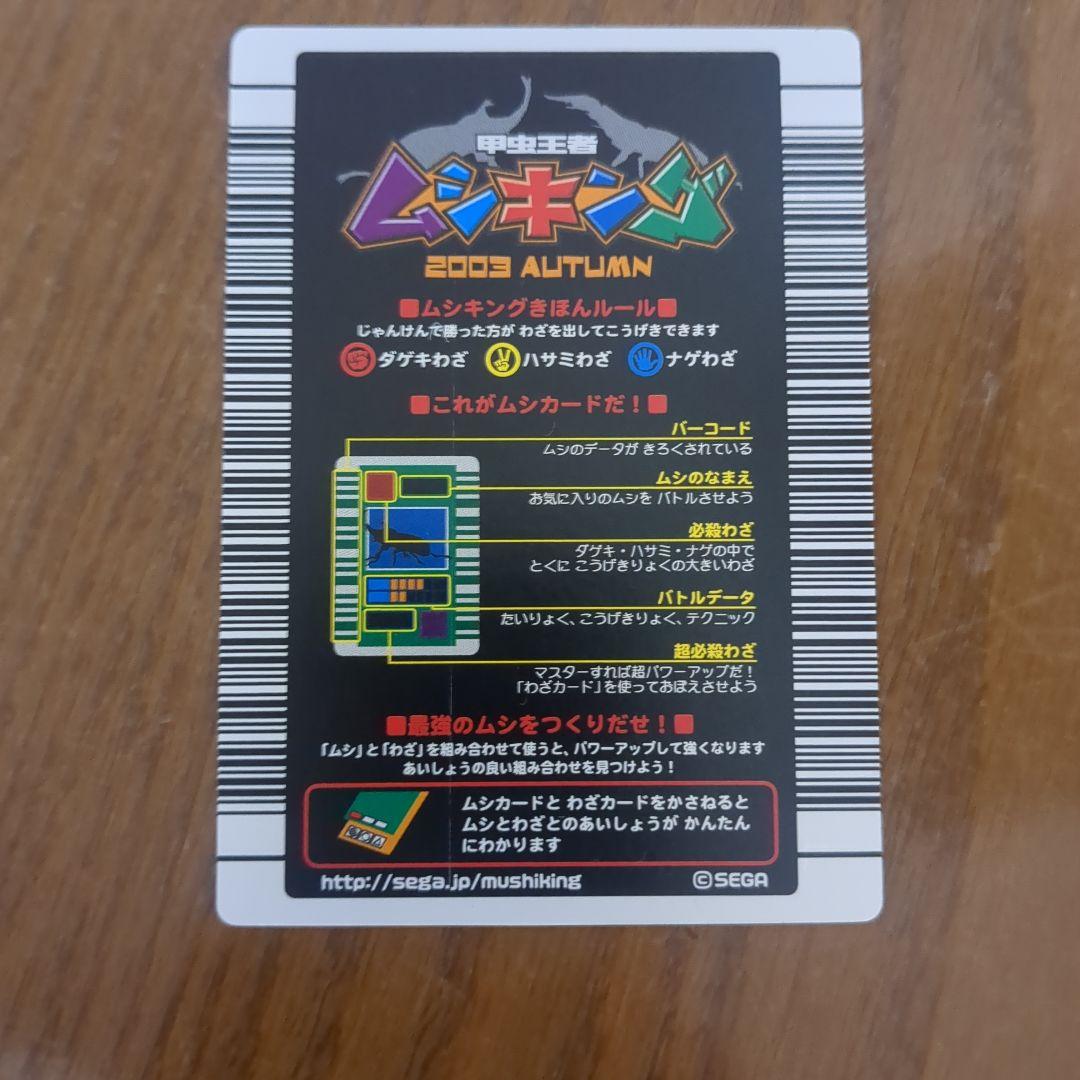 甲虫王者
ムシキング
2003 AUTUMN
■ムシキングきほんルール■
じゃんけんで勝った方が わざを出してこうげきできます
ダゲキわざ ハサミわざ ナゲわざ
■これがムシカードだ！■
バーコード
ムシのデータが きろくされている
ムシのなまえ
お気に入りのムシを バトルさせよう
必殺わざ
ダゲキ・ハサミ・ナゲの中で
とくに こうげきりょくの大きいわざ
バトルデータ
たいりょく、こうげきりょく、テクニック
超必殺わざ
マスターすれば超パワーアップだ！
「わざカード」を使っておぼえさせよう
■最強のムシをつくりだせ！■
「ムシ」と「わざ」を組み合わせて使うと、パワーアップして強くなります
あいしょうの良い組み合わせを見つけよう！
ムシカードと わざカードをかさねると
ムシとわざとのあいしょうが かんたん
にわかります
http://sega.jp/mushiking ©SEGA